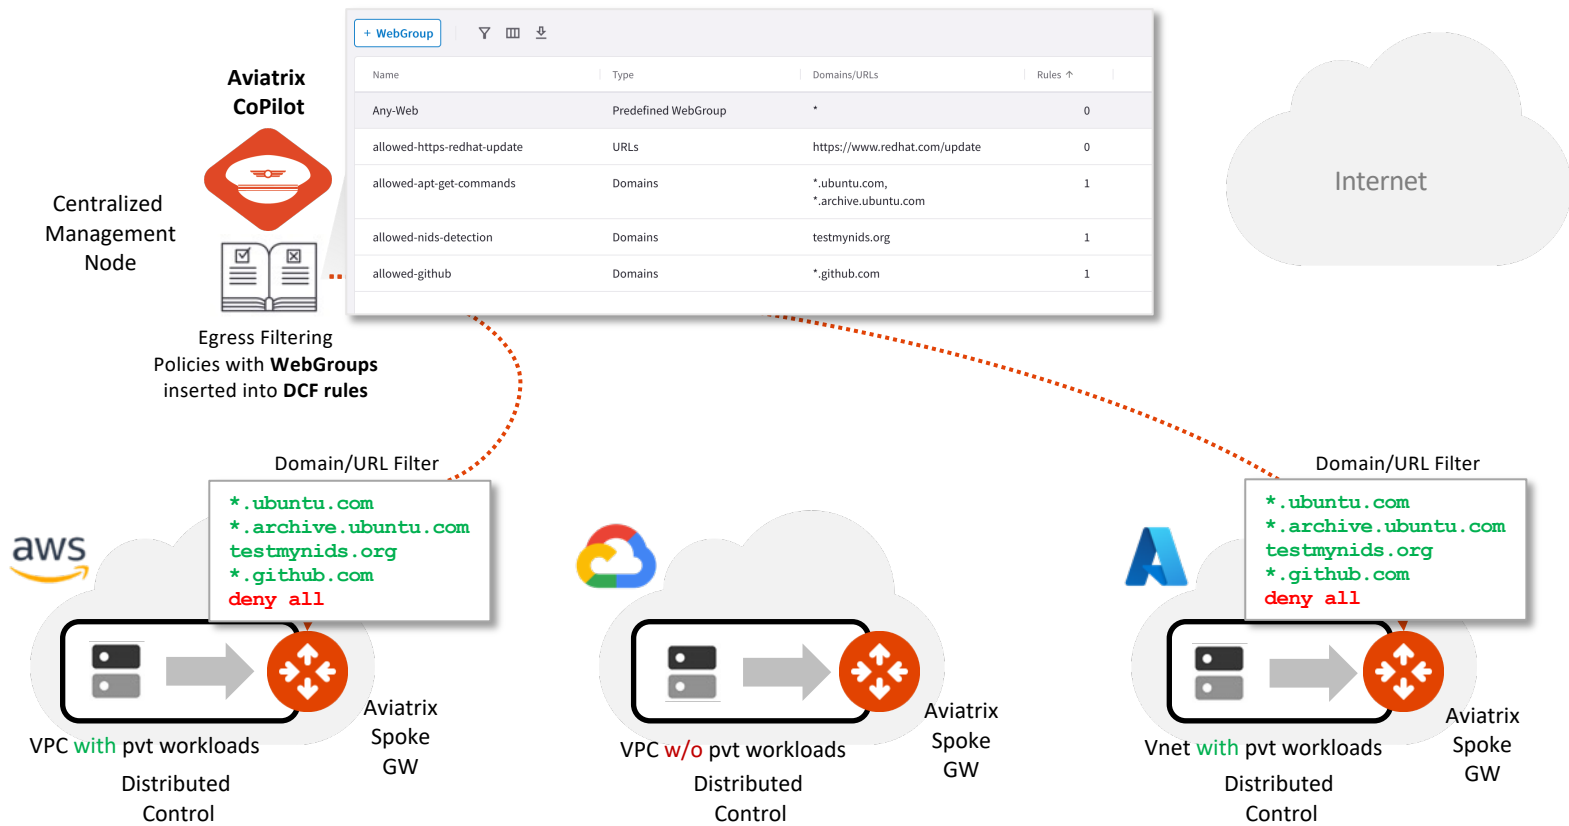 + WebGroup
Name Type Domains/URLs Rules ↑
Any-Web Predefined WebGroup * 0
allowed-https-redhat-update URLs https://www.redhat.com/update 0
allowed-apt-get-commands Domains *.ubuntu.com, 1
*.archive.ubuntu.com
allowed-nids-detection Domains testmynids.org 1
allowed-github Domains *.github.com 1
Aviatrix
CoPilot
Centralized
Management
Node
Egress Filtering
Policies with WebGroups
inserted into DCF rules
Internet
Domain/URL Filter
*.ubuntu.com
*.archive.ubuntu.com
testmynids.org
*.github.com
deny all
aws
Aviatrix
Spoke
GW
VPC with pvt workloads
Distributed
Control
Aviatrix
Spoke
GW
VPC w/o pvt workloads
Distributed
Control
Domain/URL Filter
*.ubuntu.com
*.archive.ubuntu.com
testmynids.org
*.github.com
deny all
Aviatrix
Spoke
GW
Vnet with pvt workloads
Distributed
Control